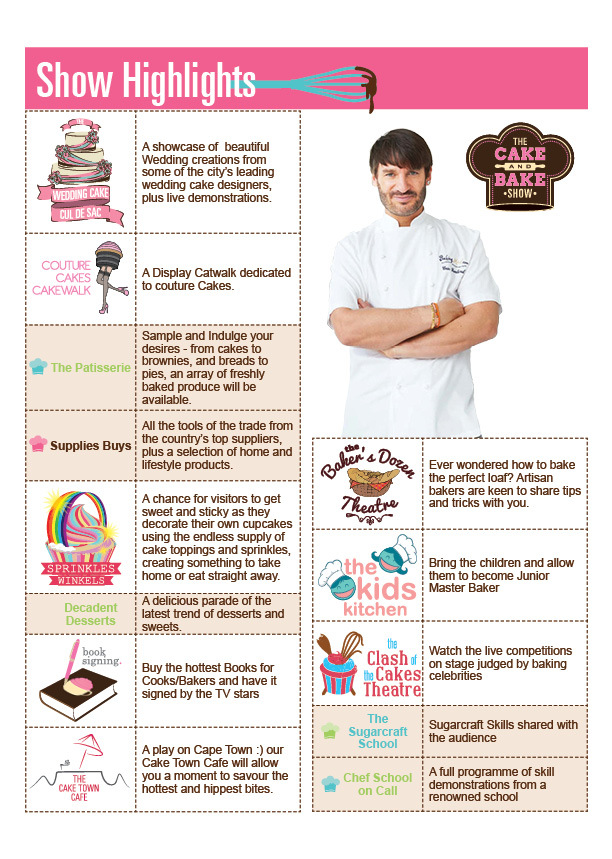 Show Highlights
WEDDING CAKE
CUL DE SAC
A showcase of beautiful
Wedding creations from
some of the city's leading
wedding cake designers,
plus live demonstrations.
COUTURE
CAKES
CAKEWALK
A Display Catwalk dedicated
to couture Cakes.
The Patisserie
Sample and Indulge your
desires - from cakes to
brownies, and breads to
pies, an array of freshly
baked produce will be
available.
Supplies Buys
All the tools of the trade from
the country's top suppliers,
plus a selection of home and
lifestyle products.
SPRINKLES
WINKELS
A chance for visitors to get
sweet and sticky as they
decorate their own cupcakes
using the endless supply of
cake toppings and sprinkles,
creating something to take
home or eat straight away.
Decadent
Desserts
A delicious parade of the
latest trend of desserts and
sweets.
book
signing.
Buy the hottest Books for
Cooks/Bakers and have it
signed by the TV stars
THE
CAKE TOWN
CAFE
A play on Cape Town :) our
Cake Town Cafe will allow
you a moment to savour the
hottest and hippest bites.
THE
CAKE
AND
BAKE
•SHOW•
the
Baker's Dozen
Theatre
Ever wondered how to bake
the perfect loaf? Artisan
bakers are keen to share tips
and tricks with you.
the
kids
kitchen
Bring the children and allow
them to become Junior
Master Baker
the
Clash of
the Cakes
Theatre
Watch the live competitions
on stage judged by baking
celebrities
The
Sugarcraft
School
Sugarcraft Skills shared with
the audience
Chef School
on Call
A full programme of skill
demonstrations from a
renowned school